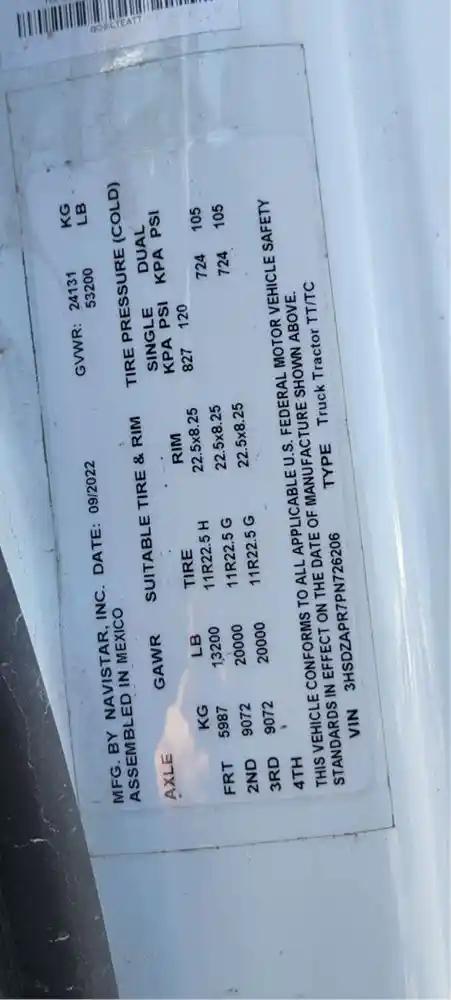 MFG. BY NAVISTAR, INC. DATE: 09/2022 GVWR: 24131 KG
ASSEMBLED IN MEXICO 53200 LB
GAWR SUITABLE TIRE & RIM TIRE PRESSURE (COLD)
SINGLE DUAL
AXLE KG LB TIRE RIM KPA PSI KPA PSI
FRT 5987 13200 11R22.5 H 22.5x8.25 827 120
2ND 9072 20000 11R22.5 G 22.5x8.25 724 105
3RD 9072 20000 11R22.5 G 22.5x8.25 724 105
4TH
THIS VEHICLE CONFORMS TO ALL APPLICABLE U.S. FEDERAL MOTOR VEHICLE SAFETY
STANDARDS IN EFFECT ON THE DATE OF MANUFACTURE SHOWN ABOVE.
VIN 3HSDZAPR7PN726206 TYPE Truck Tractor TT/TC